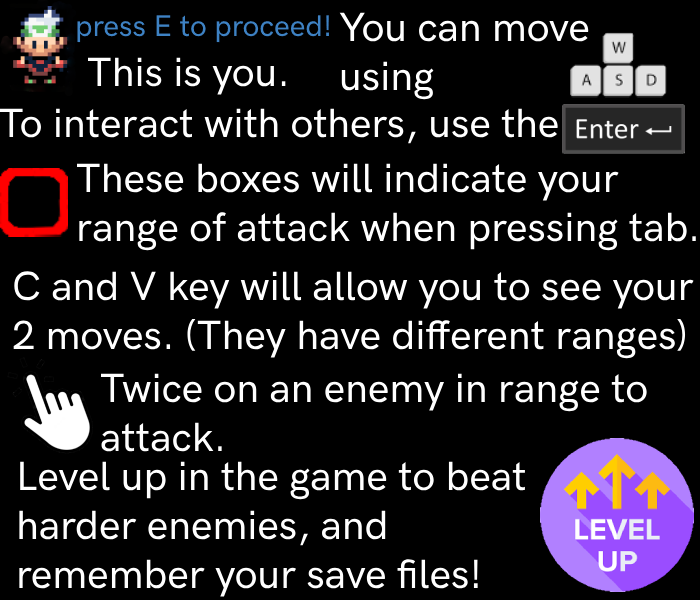 press E to proceed!
This is you.
You can move
using
W
A S D
To interact with others, use the
Enter
These boxes will indicate your
range of attack when pressing tab.
C and V key will allow you to see your
2 moves. (They have different ranges)
Twice on an enemy in range to
attack.
Level up in the game to beat
harder enemies, and
remember your save files!
LEVEL
UP